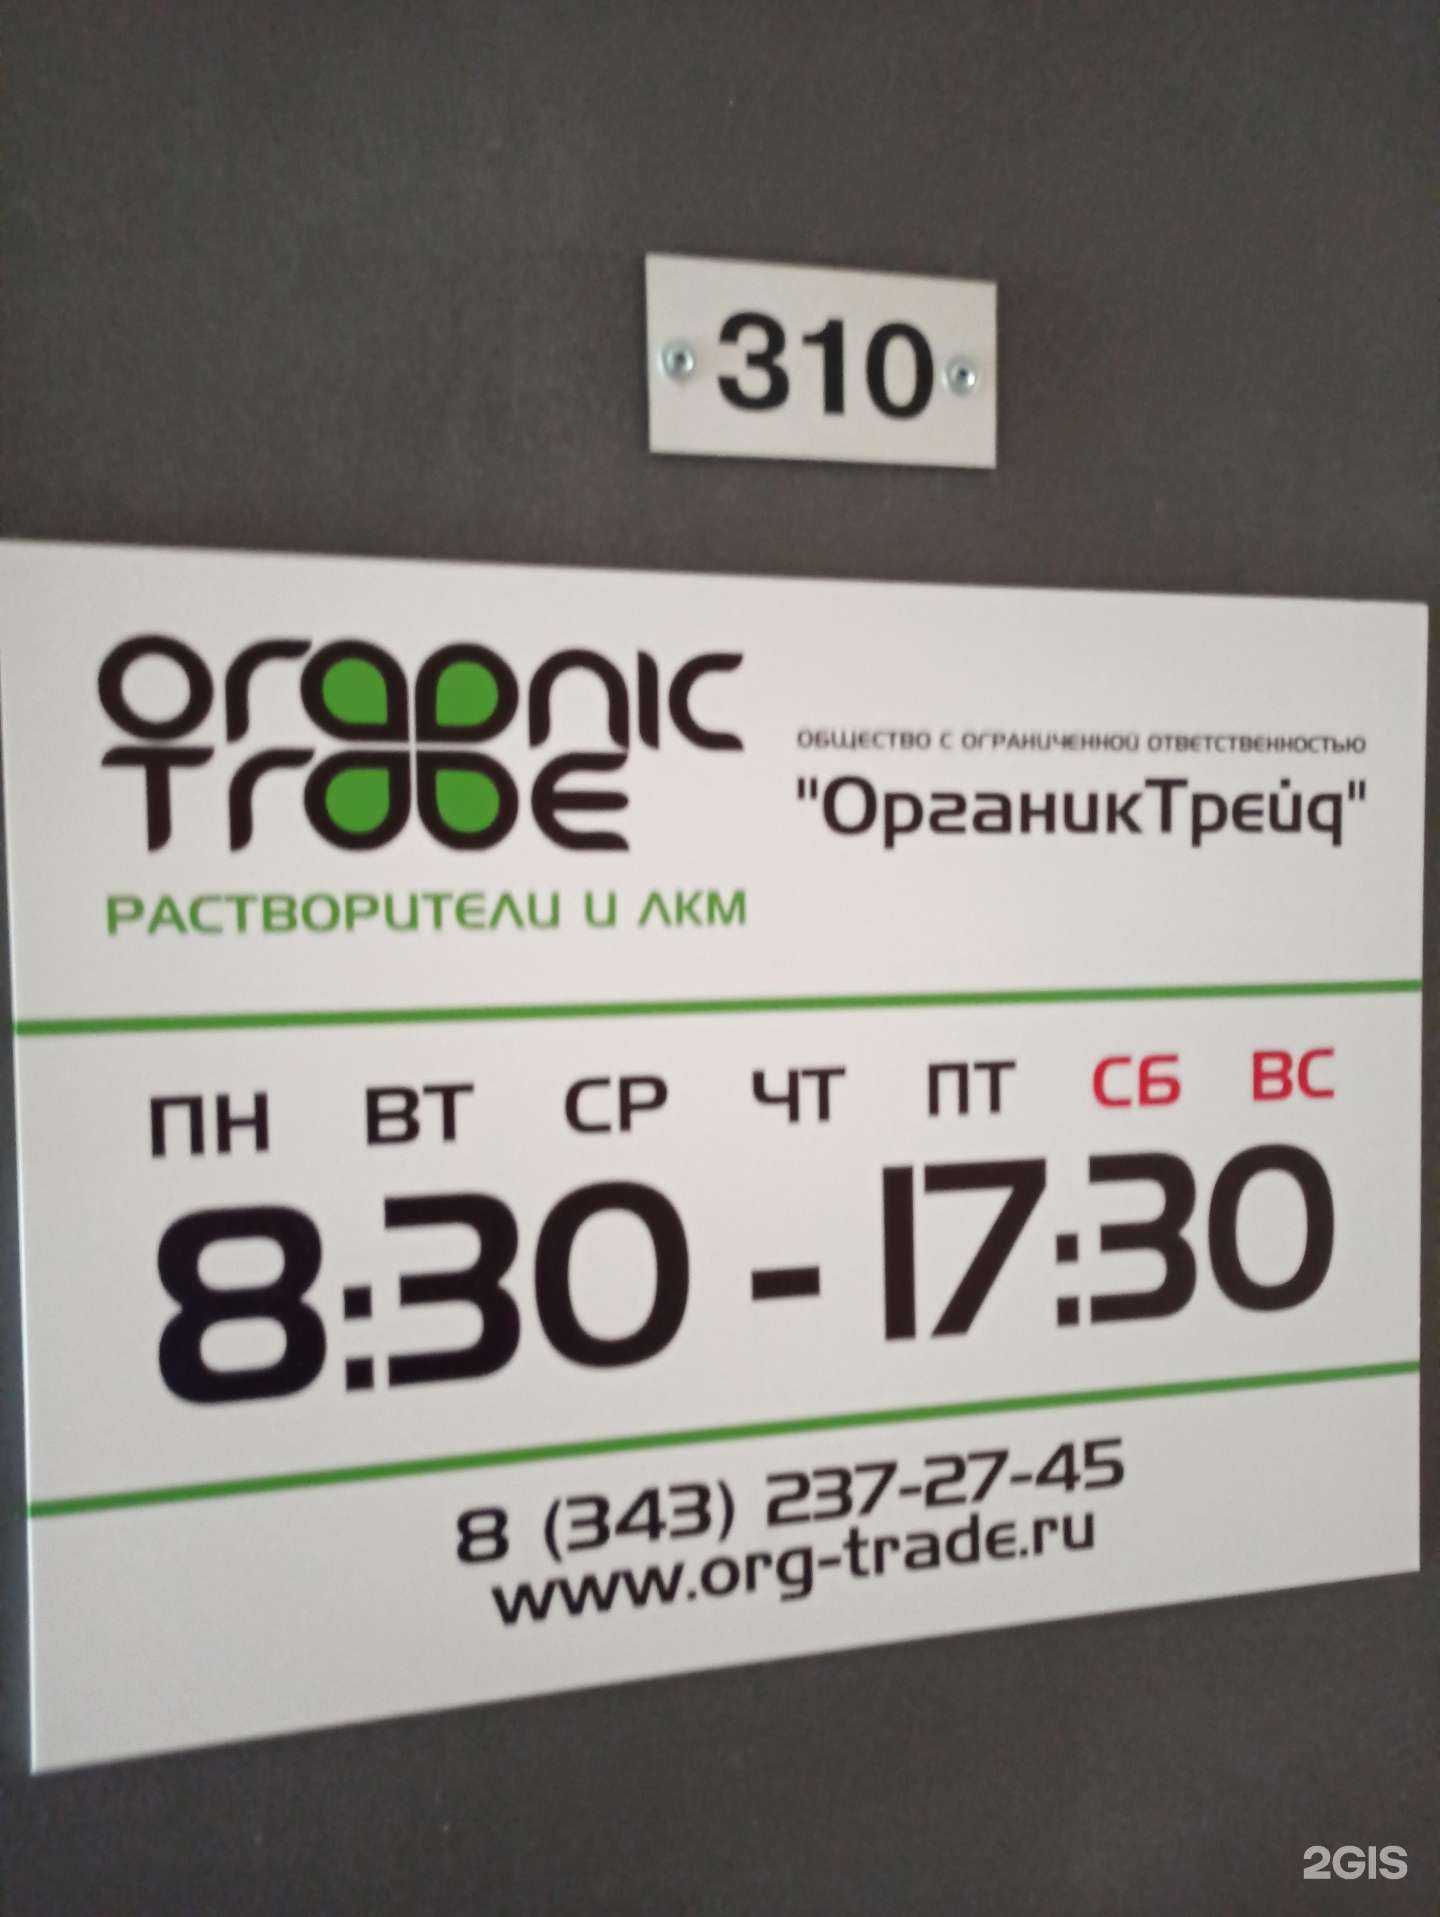 310
Organic
Trade
РАСТВОРИТЕЛИ И ЛКМ
ОБЩЕСТВО С ОГРАНИЧЕННОЙ ОТВЕТСТВЕННОСТЬЮ
"ОрганикТрейд"
ПН ВТ СР ЧТ ПТ СБ ВС
8:30 - 17:30
8 (343) 237-27-45
www.org-trade.ru
2GIS